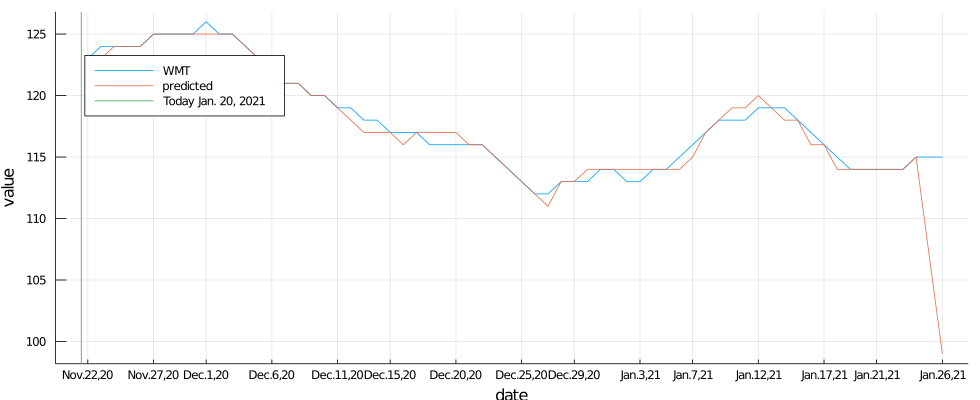 125
120
115
110
105
100
value
WMT
predicted
Today Jan. 20, 2021
Nov.22,20 Nov.27,20 Dec.1,20 Dec.6,20 Dec.11,20 Dec.15,20 Dec.20,20 Dec.25,20 Dec.29,20 Jan.3,21 Jan.7,21 Jan.12,21 Jan.17,21 Jan.21,21 Jan.26,21
date